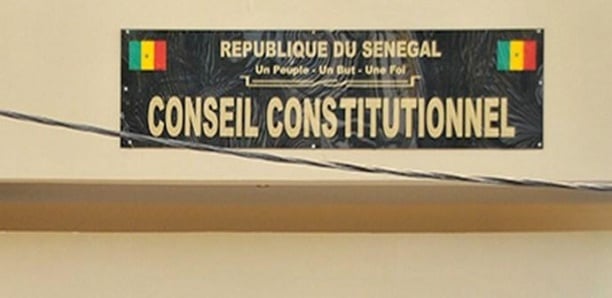 REPUBLIQUE DU SENEGAL
Un Peuple - Un But - Une Foi
CONSEIL CONSTITUTIONNEL